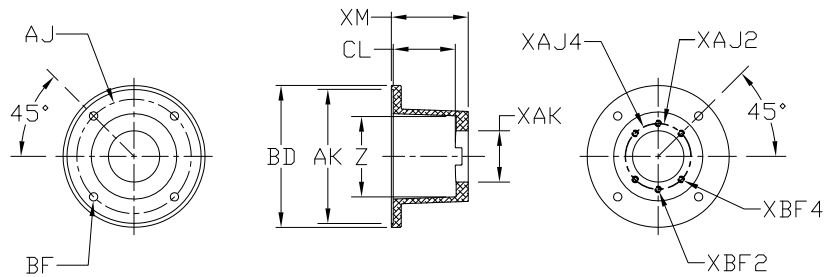 AJ
45°
BF
XM
CL
BD
AK
Z
XAK
XAJ4
XAJ2
45°
XBF4
XBF2